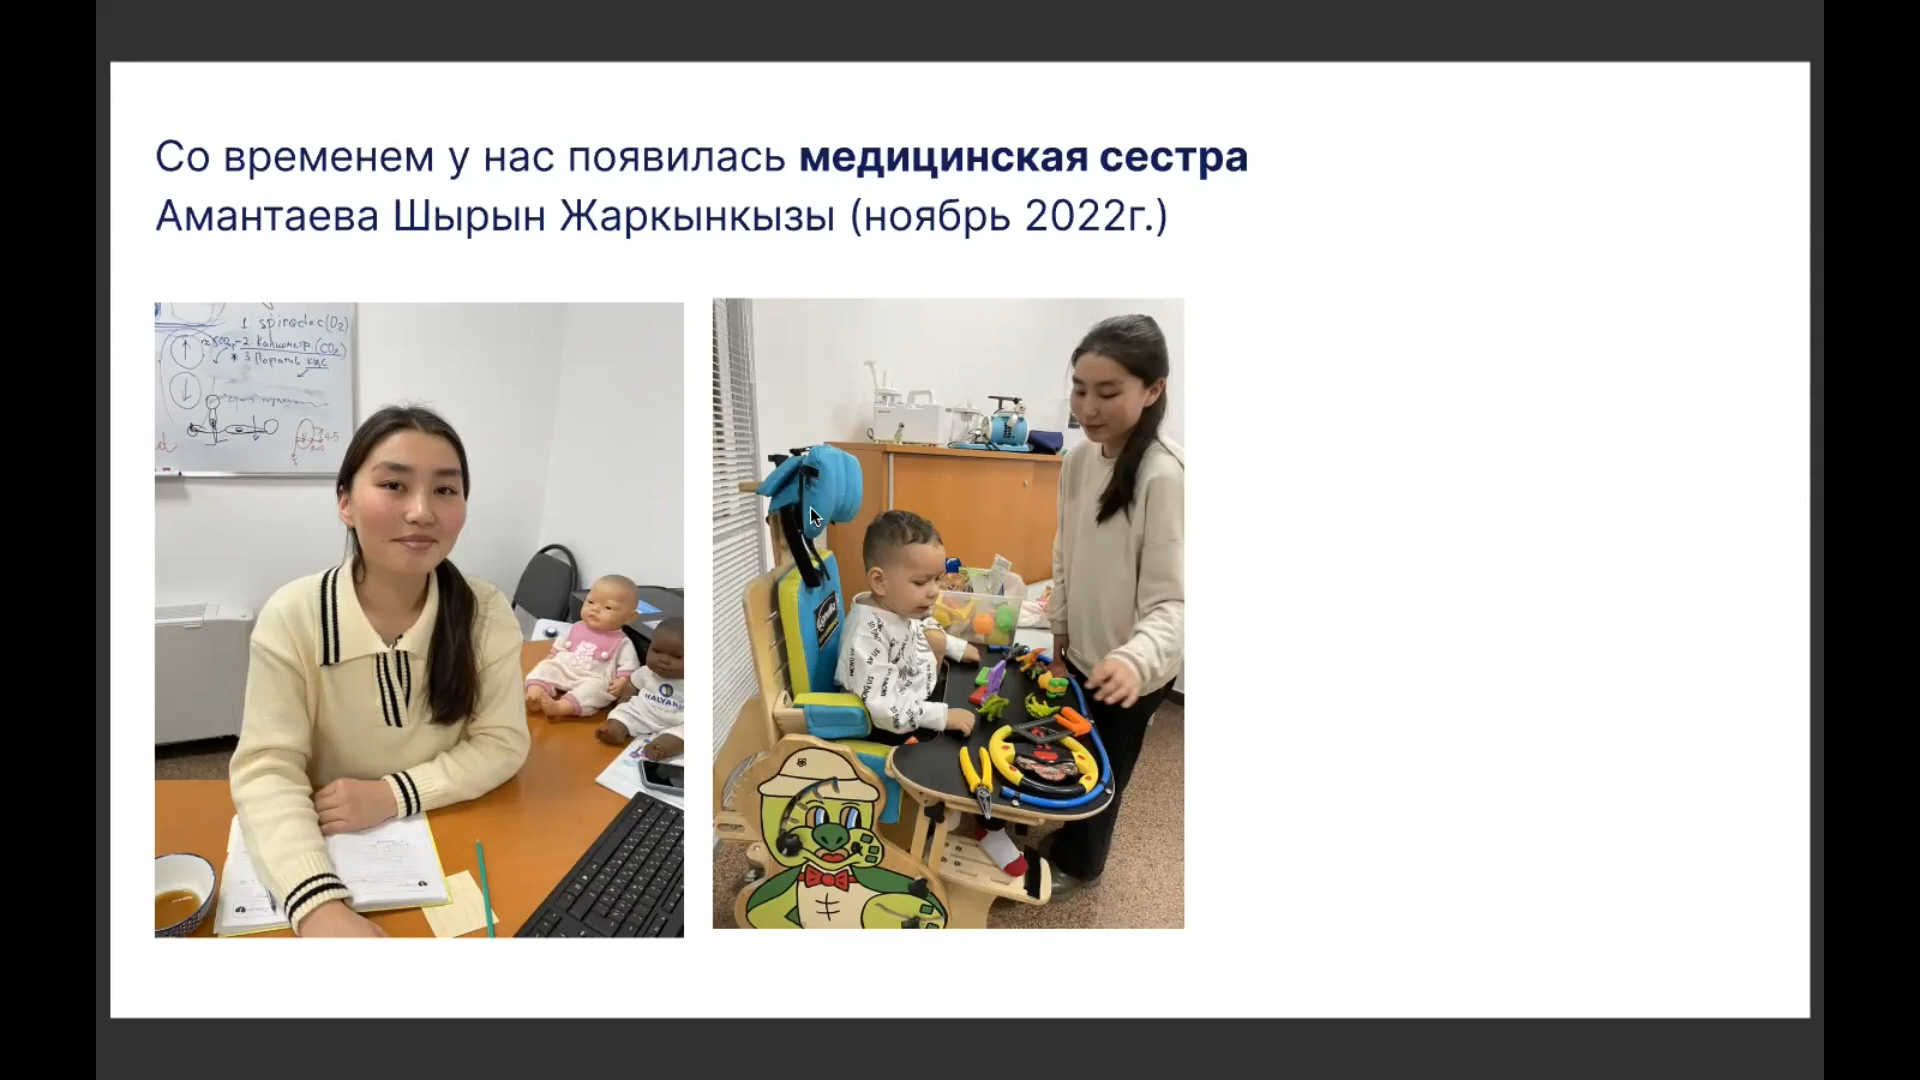 Со временем у нас появилась медицинская сестра
Амантаева Шырын Жаркынкызы (ноябрь 2022г.)
1. spirodoc (O2)
2. Капнометр. (CO2)
3. Портатив КЩС